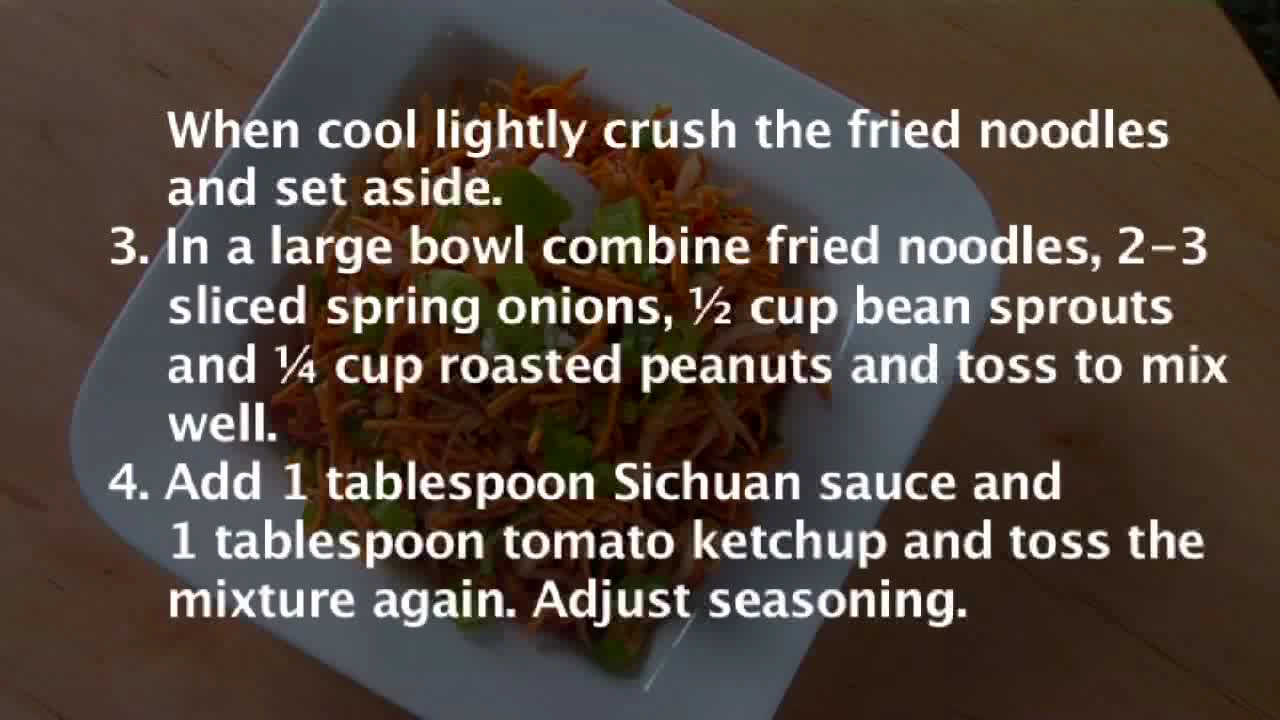 When cool lightly crush the fried noodles
and set aside.
3. In a large bowl combine fried noodles, 2-3
sliced spring onions, ½ cup bean sprouts
and ¼ cup roasted peanuts and toss to mix
well.
4. Add 1 tablespoon Sichuan sauce and
1 tablespoon tomato ketchup and toss the
mixture again. Adjust seasoning.